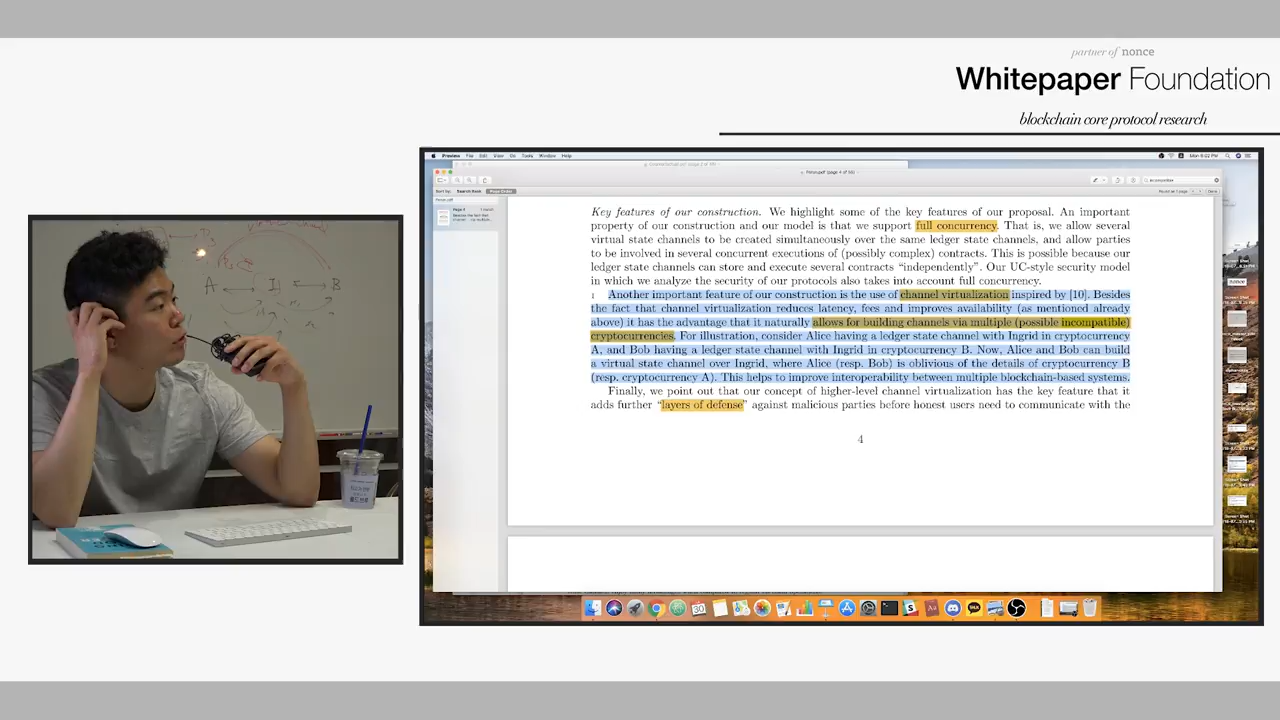 partner of nonce
Whitepaper Foundation
blockchain core protocol research
Preview File Edit View Go Tools Window Help
Key features of our construction. We highlight some of the key features of our proposal. An important
property of our construction and our model is that we support full concurrency. That is, we allow several
virtual state channels to be created simultaneously over the same ledger state channels, and allow parties
to be involved in several concurrent executions of (possibly complex) contracts. This is possible because our
ledger state channels can store and execute several contracts “independently”. Our UC-style security model
in which we analyze the security of our protocols also takes into account full concurrency.
Another important feature of our construction is the use of channel virtualization inspired by [10]. Besides
the fact that channel virtualization reduces latency, fees and improves availability (as mentioned already
above) it has the advantage that it naturally allows for building channels via multiple (possible incompatible)
cryptocurrencies. For illustration, consider Alice having a ledger state channel with Ingrid in cryptocurrency
A, and Bob having a ledger state channel with Ingrid in cryptocurrency B. Now, Alice and Bob can build
a virtual state channel over Ingrid, where Alice (resp. Bob) is oblivious of the details of cryptocurrency B
(resp. cryptocurrency A). This helps to improve interoperability between multiple blockchain-based systems.
Finally, we point out that our concept of higher-level channel virtualization has the key feature that it
adds further “layers of defense” against malicious parties before honest users need to communicate with the
4
A I B